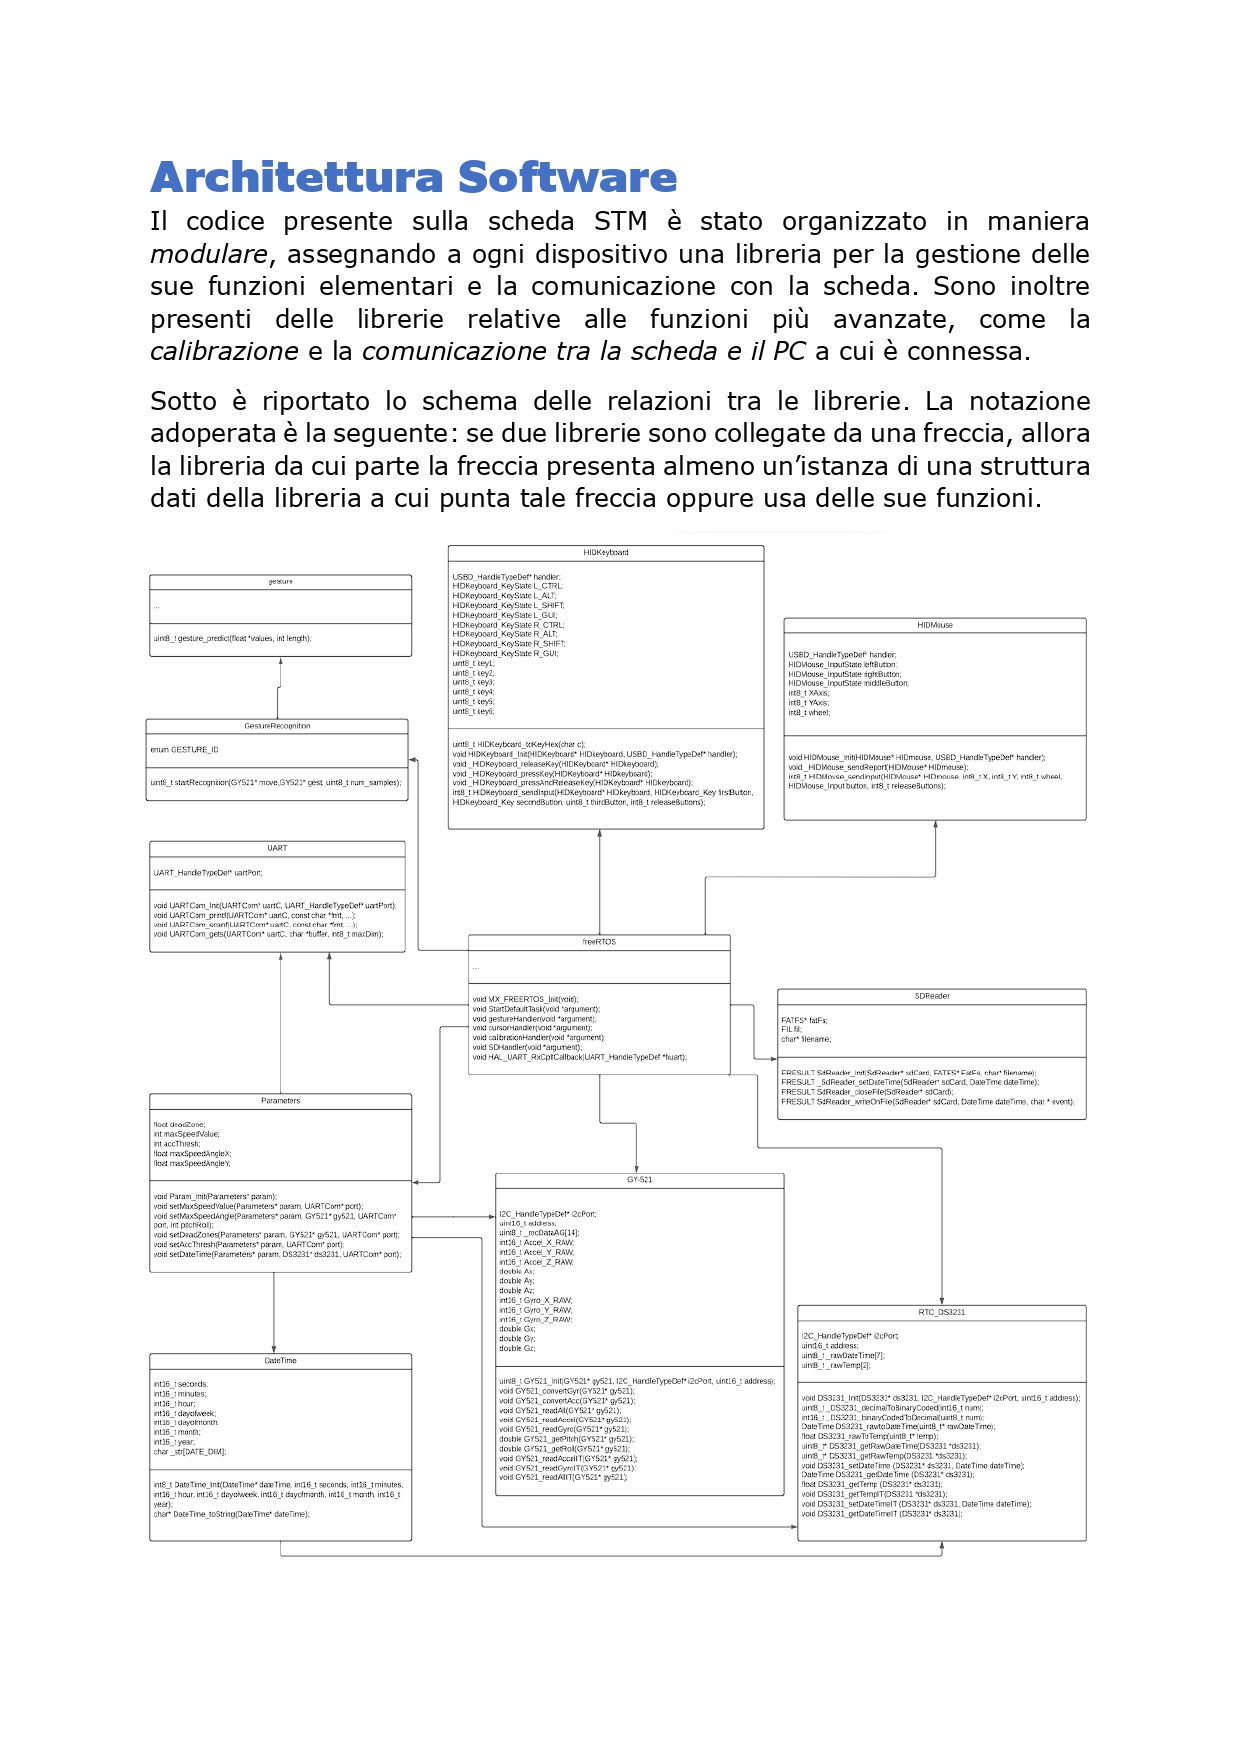 Architettura Software
Il codice presente sulla scheda STM è stato organizzato in maniera
modulare, assegnando a ogni dispositivo una libreria per la gestione delle
sue funzioni elementari e la comunicazione con la scheda. Sono inoltre
presenti delle librerie relative alle funzioni più avanzate, come la
calibrazione e la comunicazione tra la scheda e il PC a cui è connessa.
Sotto è riportato lo schema delle relazioni tra le librerie. La notazione
adoperata è la seguente: se due librerie sono collegate da una freccia, allora
la libreria da cui parte la freccia presenta almeno un’istanza di una struttura
dati della libreria a cui punta tale freccia oppure usa delle sue funzioni.
gesture
...
uint8_t gesture_predict(float *values, int length);
HIDKeyboard
USBD_HandleTypeDef* handler;
HIDKeyboard_KeyState L_CTRL;
HIDKeyboard_KeyState L_ALT;
HIDKeyboard_KeyState L_SHIFT;
HIDKeyboard_KeyState L_GUI;
HIDKeyboard_KeyState R_CTRL;
HIDKeyboard_KeyState R_ALT;
HIDKeyboard_KeyState R_SHIFT;
HIDKeyboard_KeyState R_GUI;
uint8_t key1;
uint8_t key2;
uint8_t key3;
uint8_t key4;
uint8_t key5;
uint8_t key6;
uint8_t HIDKeyboard_toKeyHex(char c);
void HIDKeyboard_Init(HIDKeyboard* HIDkeyboard, USBD_HandleTypeDef* handler);
void _HIDKeyboard_releaseKey(HIDKeyboard* HIDkeyboard);
void _HIDKeyboard_pressKey(HIDKeyboard* HIDkeyboard);
void _HIDKeyboard_pressAndReleaseKey(HIDKeyboard* HIDkeyboard);
int8_t HIDKeyboard_sendInput(HIDKeyboard* HIDkeyboard, HIDKeyboard_Key firstButton,
HIDKeyboard_Key secondButton, uint8_t thirdButton, int8_t releaseButtons);
HIDMouse
USBD_HandleTypeDef* handler;
HIDMouse_InputState leftButton;
HIDMouse_InputState rightButton;
HIDMouse_InputState middleButton;
int8_t XAxis;
int8_t YAxis;
int8_t wheel;
void HIDMouse_Init(HIDMouse* HIDmouse, USBD_HandleTypeDef* handler);
void _HIDMouse_sendReport(HIDMouse* HIDmouse);
int8_t HIDMouse_sendInput(HIDMouse* HIDmouse, int8_t X, int8_t Y, int8_t wheel,
HIDMouse_Input button, int8_t releaseButtons);
GestureRecognition
enum GESTURE_ID
uint8_t startRecognition(GY521* move,GY521* gest, uint8_t num_samples);
UART
UART_HandleTypeDef* uartPort;
void UARTCom_Init(UARTCom* uartC, UART_HandleTypeDef* uartPort);
void UARTCom_printf(UARTCom* uartC, const char *fmt, ...);
void UARTCom_scanf(UARTCom* uartC, const char *fmt, ...);
void UARTCom_gets(UARTCom* uartC, char *buffer, int8_t maxDim);
freeRTOS
...
void MX_FREERTOS_Init(void);
void StartDefaultTask(void *argument);
void gestureHandler(void *argument);
void cursorHandler(void *argument);
void calibrationHandler(void *argument);
void SDHandler(void *argument);
void HAL_UART_RxCpltCallback(UART_HandleTypeDef *huart);
SDReader
FATFS* fatFs;
FIL fil;
char* filename;
FRESULT SdReader_Init(SdReader* sdCard, FATFS* FatFs, char* filename);
FRESULT _SdReader_setDateTime(SdReader* sdCard, DateTime dateTime);
FRESULT SdReader_closeFile(SdReader* sdCard);
FRESULT SdReader_writeOnFile(SdReader* sdCard, DateTime dateTime, char * event);
Parameters
float deadZone;
int maxSpeedValue;
int accThresh;
float maxSpeedAngleX;
float maxSpeedAngleY;
void Param_Init(Parameters* param);
void setMaxSpeedValue(Parameters* param, UARTCom* port);
void setMaxSpeedAngle(Parameters* param, GY521* gy521, UARTCom*
port, int pitchRoll);
void setDeadZones(Parameters* param, GY521* gy521, UARTCom* port);
void setAccThresh(Parameters* param, UARTCom* port);
void setDateTime(Parameters* param, DS3231* ds3231, UARTCom* port);
GY-521
I2C_HandleTypeDef* i2cPort;
uint16_t address;
uint8_t _recDataAG[14];
int16_t Accel_X_RAW;
int16_t Accel_Y_RAW;
int16_t Accel_Z_RAW;
double Ax;
double Ay;
double Az;
int16_t Gyro_X_RAW;
int16_t Gyro_Y_RAW;
int16_t Gyro_Z_RAW;
double Gx;
double Gy;
double Gz;
uint8_t GY521_Init(GY521* gy521, I2C_HandleTypeDef* i2cPort, uint16_t address);
void GY521_convertGyr(GY521* gy521);
void GY521_convertAcc(GY521* gy521);
void GY521_readAll(GY521* gy521);
void GY521_readAccel(GY521* gy521);
void GY521_readGyro(GY521* gy521);
double GY521_getPitch(GY521* gy521);
double GY521_getRoll(GY521* gy521);
void GY521_readAccelIT(GY521* gy521);
void GY521_readGyroIT(GY521* gy521);
void GY521_readAllIT(GY521* gy521);
RTC_DS3231
I2C_HandleTypeDef* i2cPort;
uint16_t address;
uint8_t _rawDateTime[7];
uint8_t _rawTemp[2];
void DS3231_Init(DS3231* ds3231, I2C_HandleTypeDef* i2cPort, uint16_t address);
uint8_t _DS3231_decimalToBinaryCoded(int16_t num);
int16_t _DS3231_binaryCodedToDecimal(uint8_t num);
DateTime DS3231_rawtoDateTime(uint8_t* rawDateTime);
float DS3231_rawToTemp(uint8_t* temp);
uint8_t* DS3231_getRawDateTime(DS3231 *ds3231);
uint8_t* DS3231_getRawTemp(DS3231 *ds3231);
void DS3231_setDateTime (DS3231* ds3231, DateTime dateTime);
DateTime DS3231_getDateTime (DS3231* ds3231);
float DS3231_getTemp (DS3231* ds3231);
void DS3231_getTempIT(DS3231 *ds3231);
void DS3231_setDateTimeIT (DS3231* ds3231, DateTime dateTime);
void DS3231_getDateTimeIT (DS3231* ds3231);
DateTime
int16_t seconds;
int16_t minutes;
int16_t hour;
int16_t dayofweek;
int16_t dayofmonth;
int16_t month;
int16_t year;
char _str[DATE_DIM];
int8_t DateTime_Init(DateTime* dateTime, int16_t seconds, int16_t minutes,
int16_t hour, int16_t dayofweek, int16_t dayofmonth, int16_t month, int16_t
year);
char* DateTime_toString(DateTime* dateTime);